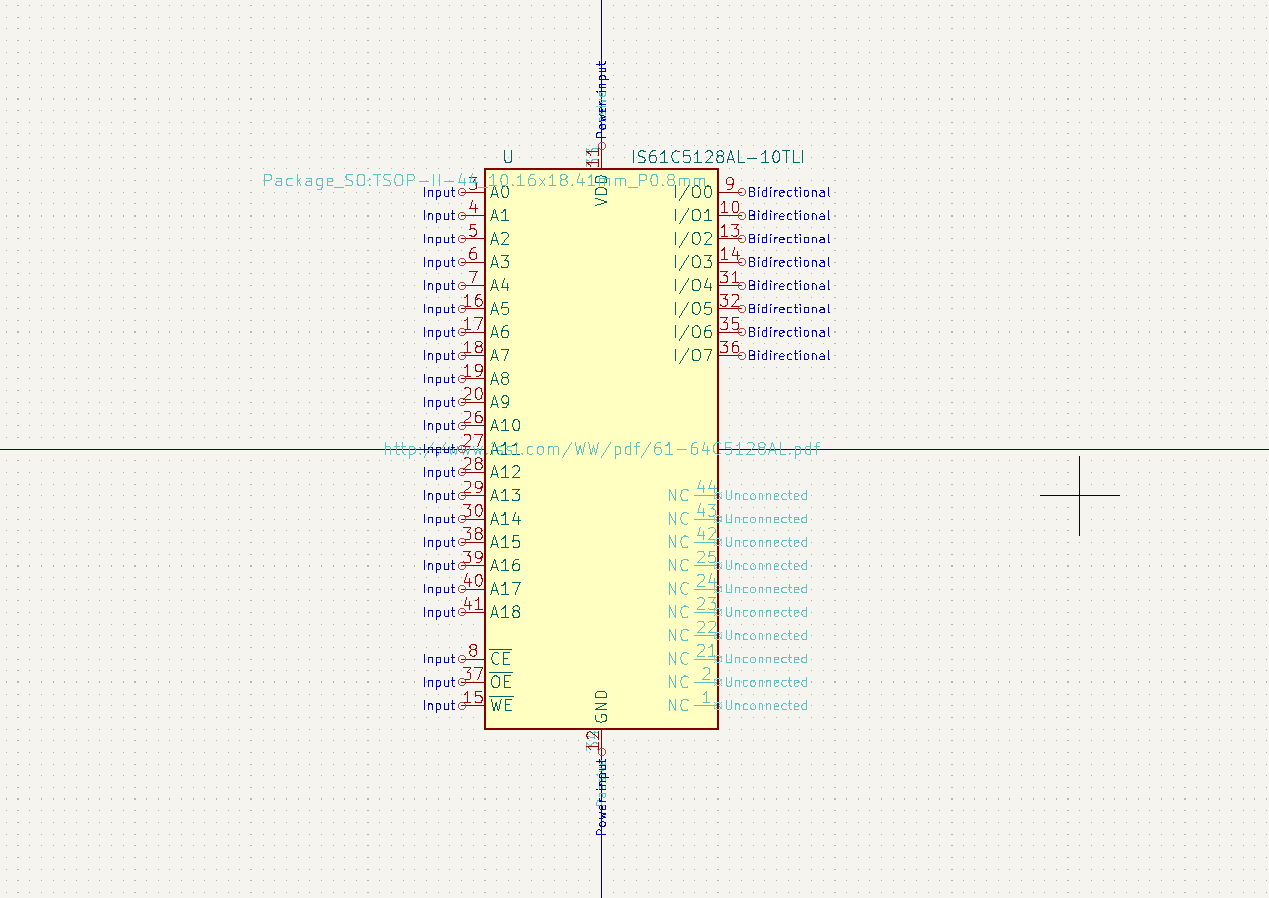 Power input
11
U IS61C5128AL-10TLI
Package_SO:TSOP-II-44_10.16x18.41mm_P0.8mm
VDD
Input 3 A0 I/O0 9 Bidirectional
Input 4 A1 I/O1 10 Bidirectional
Input 5 A2 I/O2 13 Bidirectional
Input 6 A3 I/O3 14 Bidirectional
Input 7 A4 I/O4 31 Bidirectional
Input 16 A5 I/O5 32 Bidirectional
Input 17 A6 I/O6 35 Bidirectional
Input 18 A7 I/O7 36 Bidirectional
Input 19 A8
Input 20 A9
Input 26 A10
Input 27 A11
http://www.issi.com/WW/pdf/61-64C5128AL.pdf
Input 28 A12
Input 29 A13 NC 44 Unconnected
Input 30 A14 NC 43 Unconnected
Input 38 A15 NC 42 Unconnected
Input 39 A16 NC 25 Unconnected
Input 40 A17 NC 24 Unconnected
Input 41 A18 NC 23 Unconnected
NC 22 Unconnected
Input 8 CE NC 21 Unconnected
Input 37 OE NC 2 Unconnected
Input 15 WE NC 1 Unconnected
GND
12
Power input